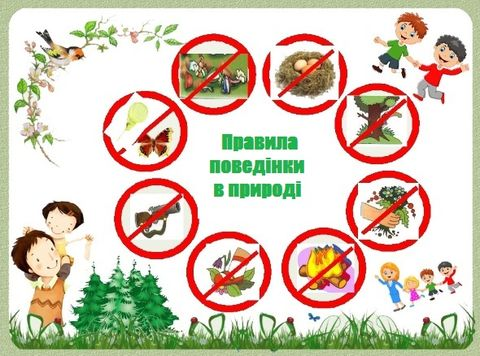 Правила
поведінки
в природі